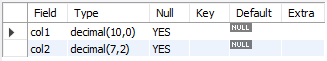 Field Type Null Key Default Extra
col1 decimal(10,0) YES NULL
col2 decimal(7,2) YES NULL